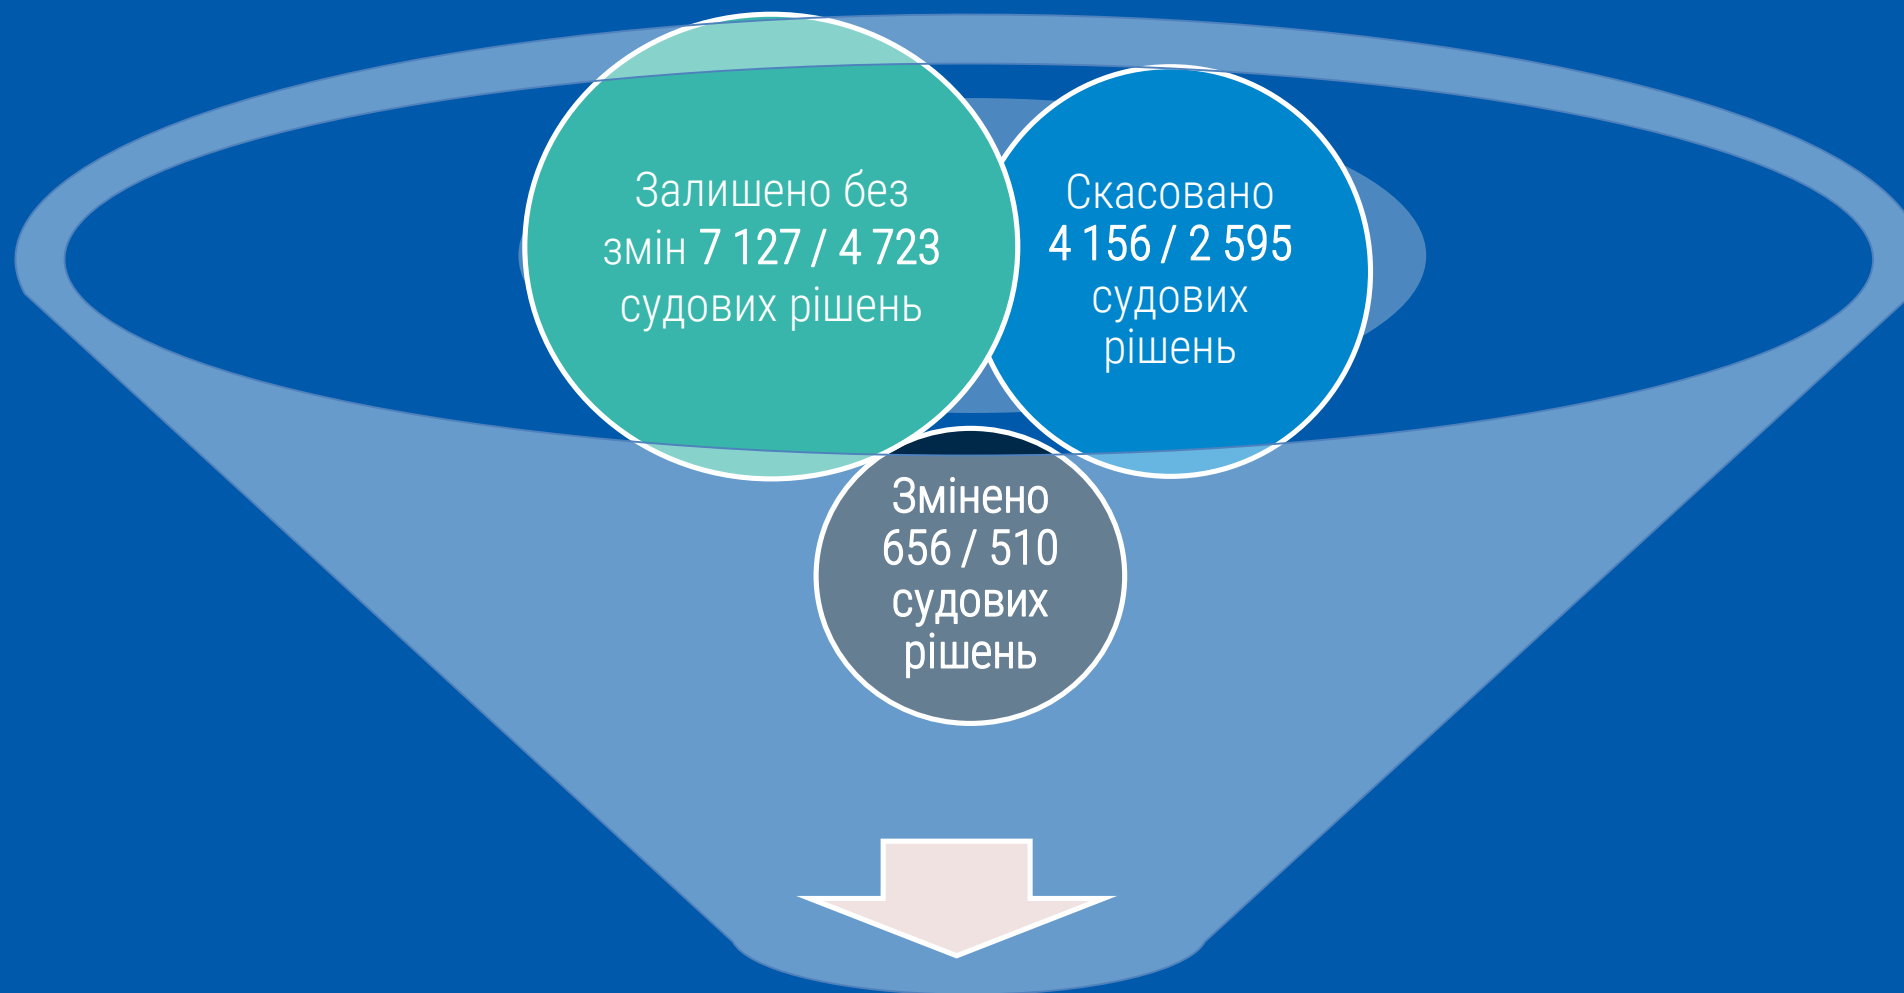 Залишено без
змін 7 127 / 4 723
судових рішень
Скасовано
4 156 / 2 595
судових
рішень
Змінено
656 / 510
судових
рішень